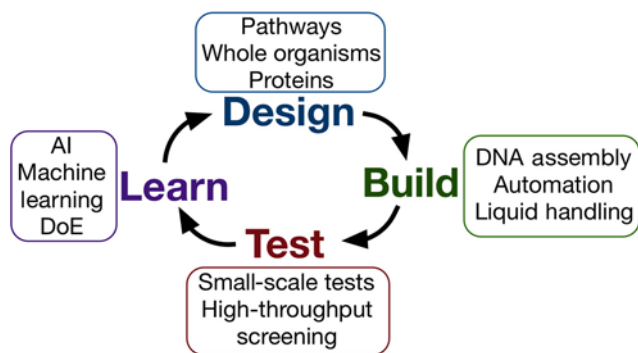 Pathways
Whole organisms
Proteins
Design
AI
Machine
learning
DoE
Learn
Build
DNA assembly
Automation
Liquid handling
Test
Small-scale tests
High-throughput
screening